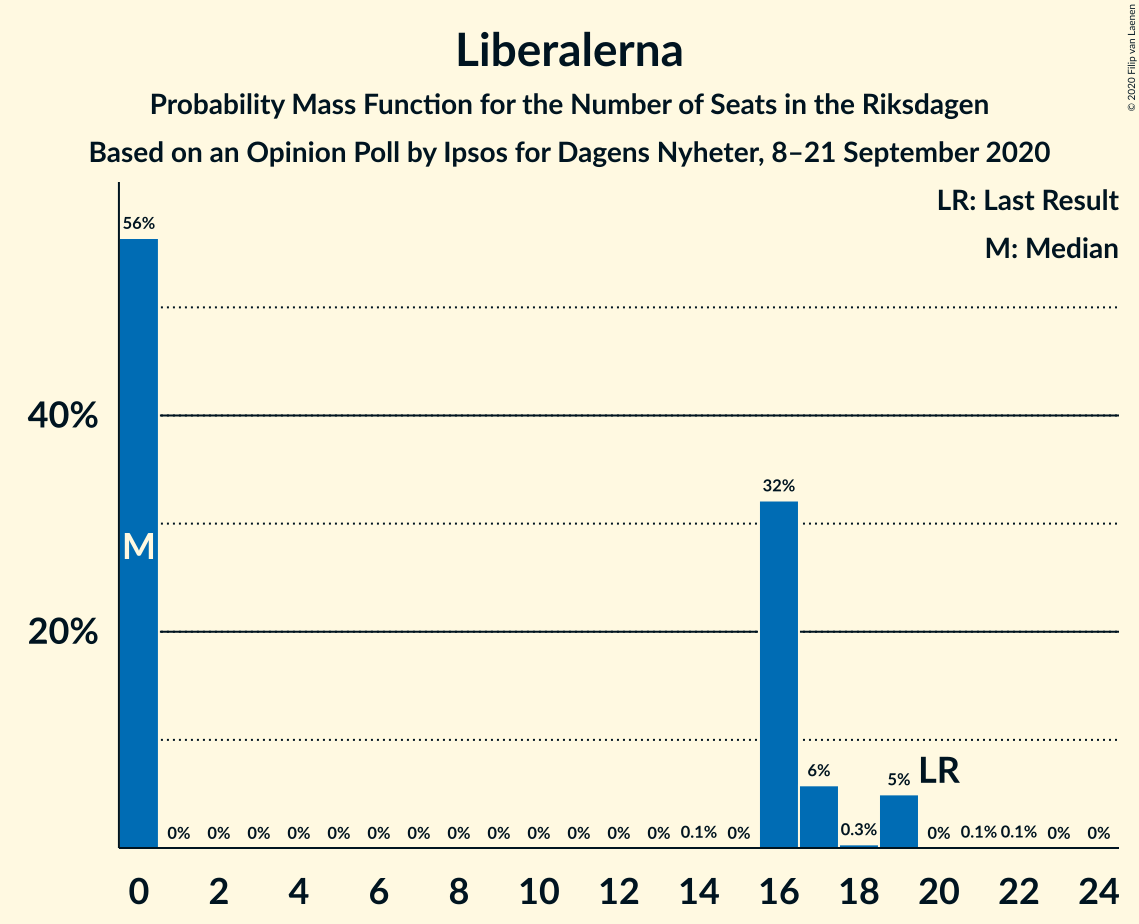 Liberalerna
Probability Mass Function for the Number of Seats in the Riksdagen
Based on an Opinion Poll by Ipsos for Dagens Nyheter, 8–21 September 2020
© 2020 Filip van Laenen
LR: Last Result
M: Median
56%
40%
32%
M
20%
6%
5%
LR
0% 0% 0% 0% 0% 0% 0% 0% 0% 0% 0% 0% 0% 0.1% 0% 0.3% 0% 0.1% 0.1% 0% 0%
0 2 4 6 8 10 12 14 16 18 20 22 24